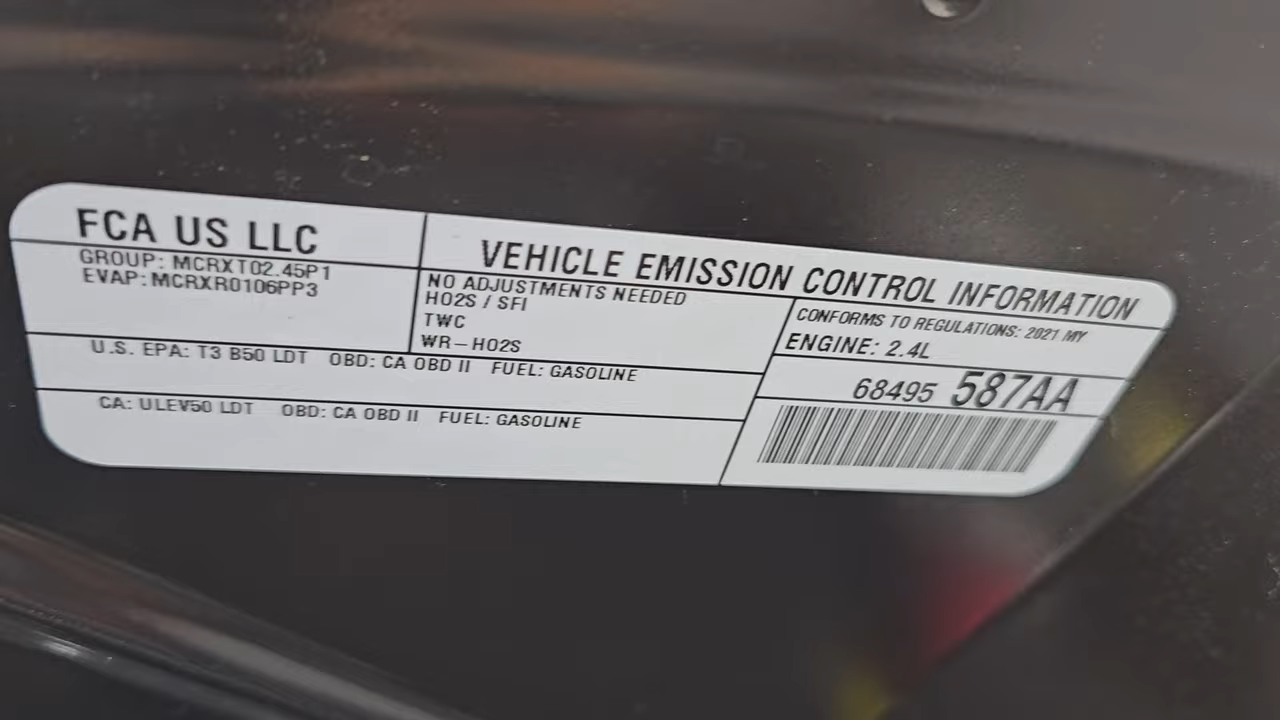 FCA US LLC
GROUP: MCRXT02.45P1
EVAP: MCRXR0106PP3
VEHICLE EMISSION CONTROL INFORMATION
NO ADJUSTMENTS NEEDED
HO2S / SFI
TWC
WR-HO2S
CONFORMS TO REGULATIONS: 2021 MY
ENGINE: 2.4L
U.S. EPA: T3 B50 LDT OBD: CA OBD II FUEL: GASOLINE
CA: ULEV50 LDT OBD: CA OBD II FUEL: GASOLINE
68495 587AA